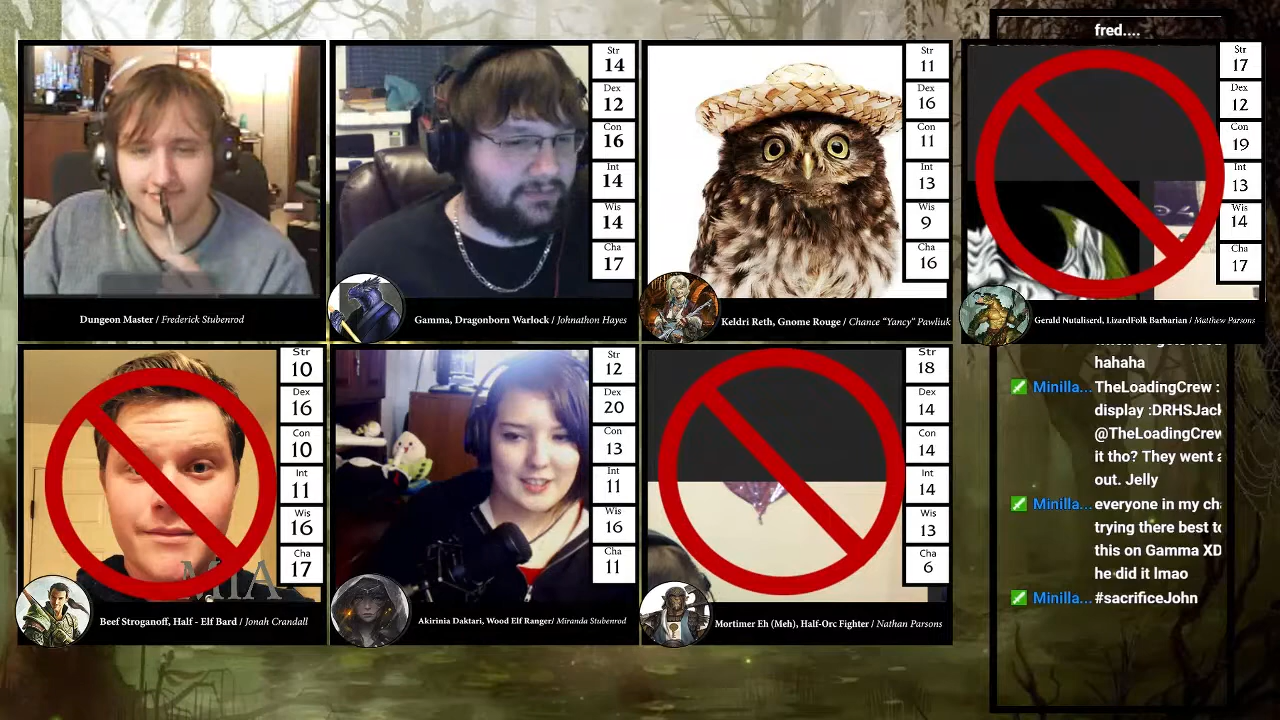 fred....
Str
14
Dex
12
Con
16
Int
14
Wis
14
Cha
17
Str
11
Dex
16
Con
11
Int
13
Wis
9
Cha
16
Str
17
Dex
12
Con
19
Int
13
Wis
14
Cha
17
Dungeon Master / Frederick Stubenrod
Gamma, Dragonborn Warlock / Johnathon Hayes
Keldri Reth, Gnome Rouge / Chance "Yancy" Pawliuk
Gerald Nutaliserd, LizardFolk Barbarian / Matthew Parsons
Str
10
Dex
16
Con
10
Int
11
Wis
16
Cha
17
MIA
Str
12
Dex
20
Con
13
Int
11
Wis
16
Cha
11
Str
18
Dex
14
Con
14
Int
14
Wis
13
Cha
6
Beef Stroganoff, Half - Elf Bard / Jonah Crandall
Akirinia Daktari, Wood Elf Ranger/ Miranda Stubenrod
Mortimer Eh (Meh), Half-Orc Fighter / Nathan Parsons
hahaha
Minilla... TheLoadingCrew :
display :DRHSJack
@TheLoadingCrew
it tho? They went a
out. Jelly
Minilla... everyone in my cha
trying there best to
this on Gamma XD
he did it lmao
Minilla... #sacrificeJohn